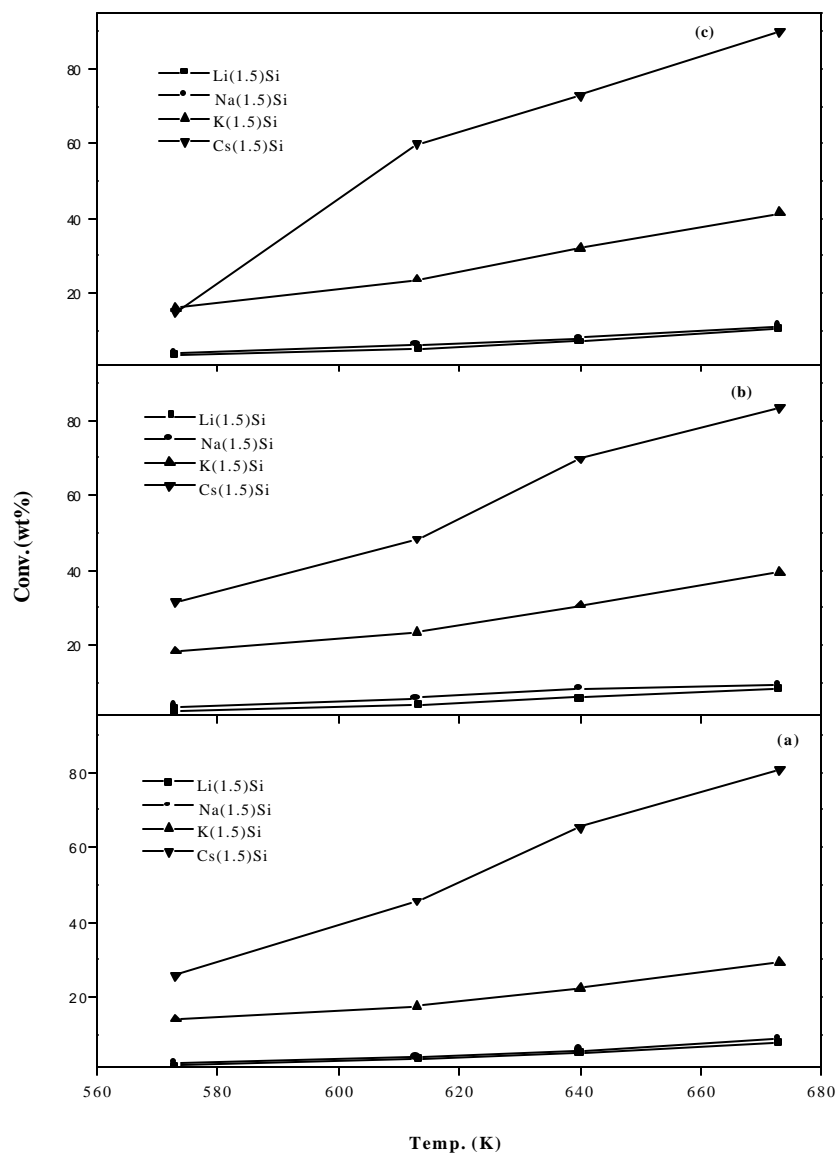 (c)
Li(1.5)Si
Na(1.5)Si
K(1.5)Si
Cs(1.5)Si
80
60
40
20
(b)
Li(1.5)Si
Na(1.5)Si
K(1.5)Si
Cs(1.5)Si
80
60
40
20
Conv.(wt%)
(a)
Li(1.5)Si
Na(1.5)Si
K(1.5)Si
Cs(1.5)Si
80
60
40
20
560 580 600 620 640 660 680
Temp. (K)